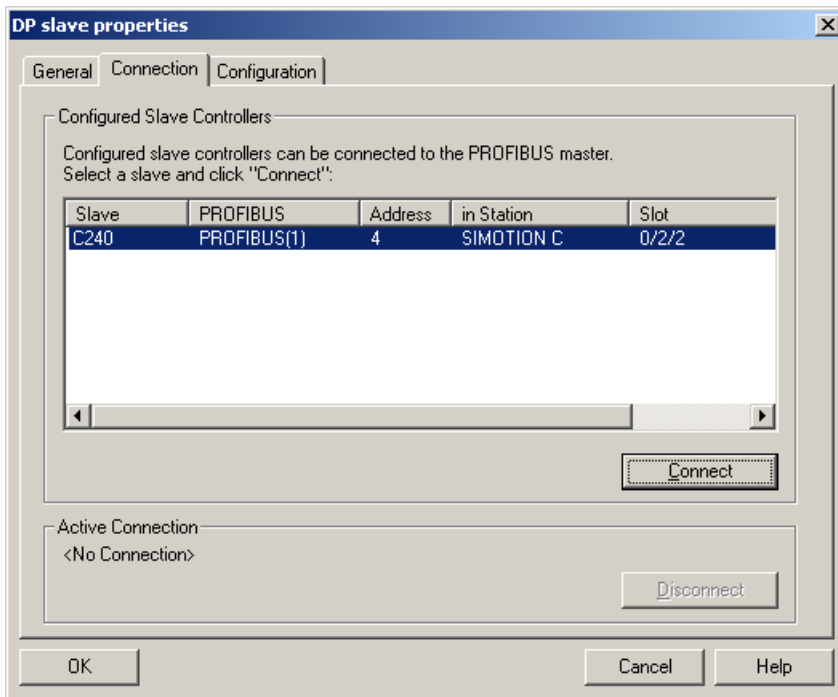 DP slave properties
General Connection Configuration
Configured Slave Controllers
Configured slave controllers can be connected to the PROFIBUS master.
Select a slave and click "Connect":
Slave PROFIBUS Address in Station Slot
C240 PROFIBUS(1) 4 SIMOTION C 0/2/2
Connect
Active Connection
<No Connection>
Disconnect
OK Cancel Help